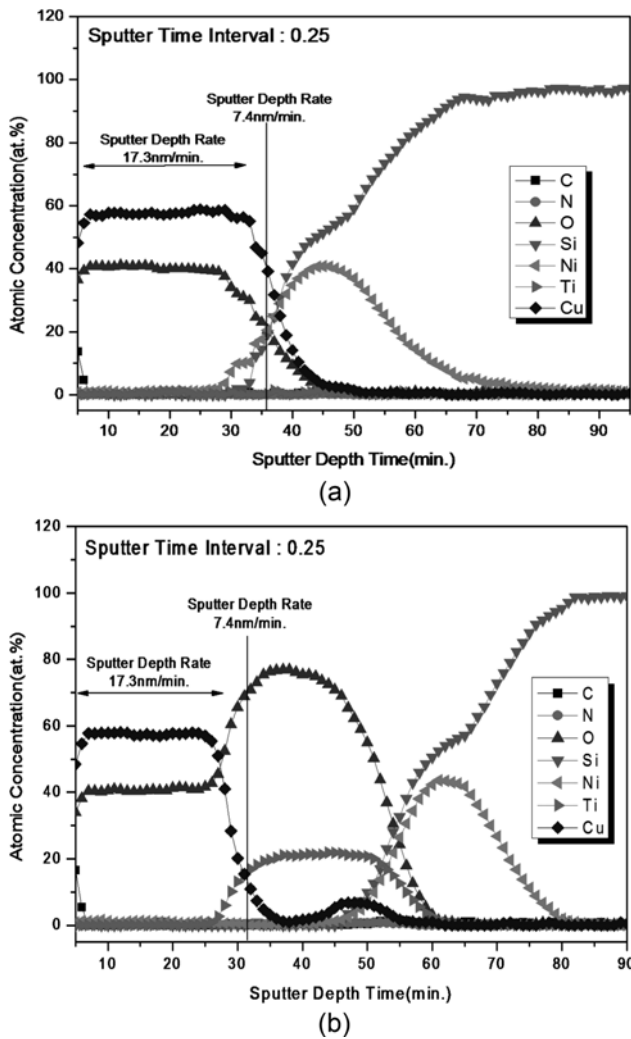 Sputter Time Interval : 0.25
Sputter Depth Rate
7.4nm/min.
Sputter Depth Rate
17.3nm/min.
120
100
80
60
40
20
0
Atomic Concentration(at.%)
C
N
O
Si
Ni
Ti
Cu
10 20 30 40 50 60 70 80 90
Sputter Depth Time(min.)
(a)
Sputter Time Interval : 0.25
Sputter Depth Rate
7.4nm/min.
Sputter Depth Rate
17.3nm/min.
120
100
80
60
40
20
0
Atomic Concentration(at.%)
C
N
O
Si
Ni
Ti
Cu
10 20 30 40 50 60 70 80 90
Sputter Depth Time(min.)
(b)